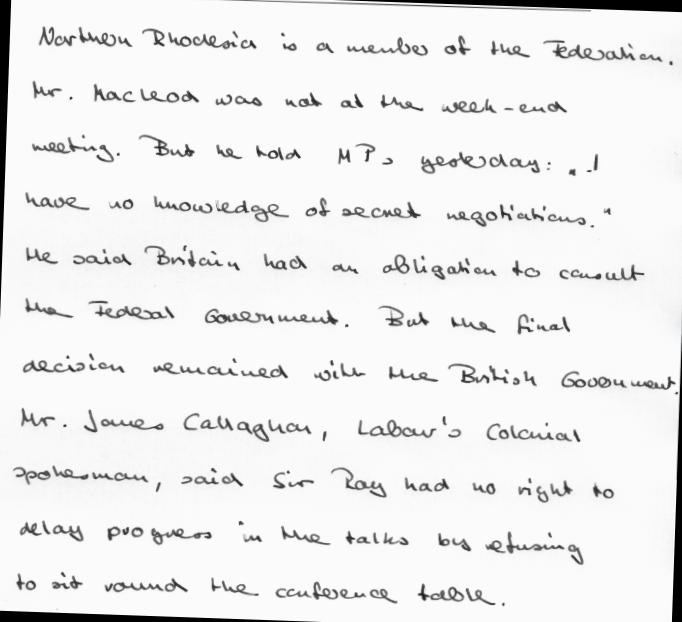 Northern Rhodesia is a member of the Federation.
Mr. Macleod was not at the week-end
meeting. But he told MPs yesterday: "I
have no knowledge of secret negotiations."
He said Britain had an obligation to consult
the Federal Government. But the final
decision remained with the British Government.
Mr. James Callaghan, Labour's Colonial
spokesman, said Sir Roy had no right to
delay progress in the talks by refusing
to sit round the conference table.